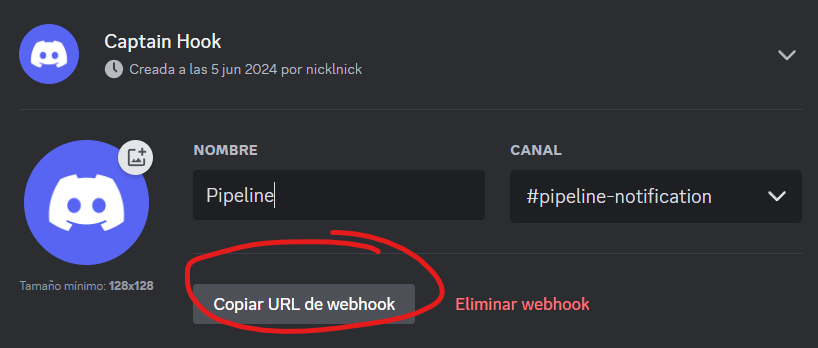 Captain Hook
Creada a las 5 jun 2024 por nicklnick
NOMBRE
Pipeline
CANAL
#pipeline-notification
Tamaño mínimo: 128x128
Copiar URL de webhook
Eliminar webhook